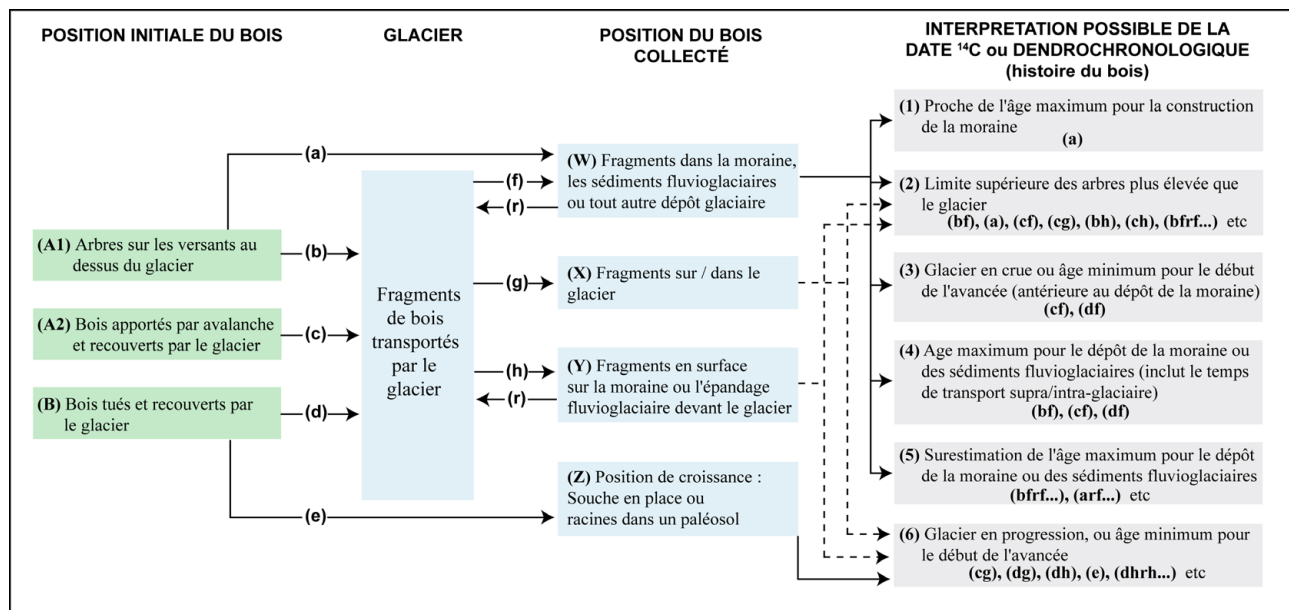 POSITION INITIALE DU BOIS
GLACIER
POSITION DU BOIS
COLLECTÉ
INTERPRETATION POSSIBLE DE LA
DATE ¹⁴C ou DENDROCHRONOLOGIQUE
(histoire du bois)
(A1) Arbres sur les versants au
dessus du glacier
(A2) Bois apportés par avalanche
et recouverts par le glacier
(B) Bois tués et recouverts par
le glacier
(a)
(b)
(c)
(d)
(e)
Fragments
de bois
transportés
par le
glacier
(f)
(r)
(g)
(h)
(r)
(W) Fragments dans la moraine,
les sédiments fluvioglaciaires
ou tout autre dépôt glaciaire
(X) Fragments sur / dans le
glacier
(Y) Fragments en surface
sur la moraine ou l'épandage
fluvioglaciaire devant le glacier
(Z) Position de croissance :
Souche en place ou
racines dans un paléosol
(1) Proche de l'âge maximum pour la construction
de la moraine
(a)
(2) Limite supérieure des arbres plus élevée que
le glacier
(bf), (a), (cf), (cg), (bh), (ch), (bfrf...) etc
(3) Glacier en crue ou âge minimum pour le début
de l'avancée (antérieure au dépôt de la moraine)
(cf), (df)
(4) Age maximum pour le dépôt de la moraine ou
des sédiments fluvioglaciaires (inclut le temps
de transport supra/intra-glaciaire)
(bf), (cf), (df)
(5) Surestimation de l'âge maximum pour le dépôt
de la moraine ou des sédiments fluvioglaciaires
(bfrf...), (arf...) etc
(6) Glacier en progression, ou âge minimum pour
le début de l'avancée
(cg), (dg), (dh), (e), (dhrh...) etc